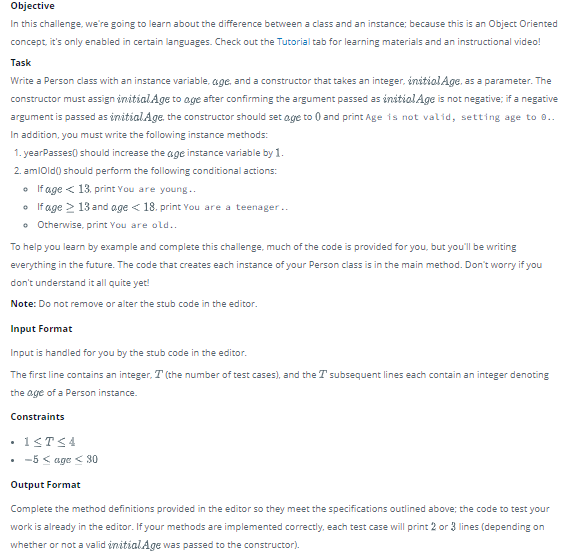 Objective
In this challenge, we're going to learn about the difference between a class and an instance; because this is an Object Oriented
concept, it's only enabled in certain languages. Check out the Tutorial tab for learning materials and an instructional video!
Task
Write a Person class with an instance variable, age, and a constructor that takes an integer, initialAge, as a parameter. The
constructor must assign initialAge to age after confirming the argument passed as initialAge is not negative; if a negative
argument is passed as initialAge, the constructor should set age to 0 and print Age is not valid, setting age to 0..
In addition, you must write the following instance methods:
1. yearPasses() should increase the age instance variable by 1.
2. amIOld() should perform the following conditional actions:
◦ If age < 13, print You are young..
◦ If age ≥ 13 and age < 18, print You are a teenager..
◦ Otherwise, print You are old..
To help you learn by example and complete this challenge, much of the code is provided for you, but you'll be writing
everything in the future. The code that creates each instance of your Person class is in the main method. Don't worry if you
don't understand it all quite yet!
Note: Do not remove or alter the stub code in the editor.
Input Format
Input is handled for you by the stub code in the editor.
The first line contains an integer, T (the number of test cases), and the T subsequent lines each contain an integer denoting
the age of a Person instance.
Constraints
• 1 ≤ T ≤ 4
• −5 ≤ age ≤ 30
Output Format
Complete the method definitions provided in the editor so they meet the specifications outlined above; the code to test your
work is already in the editor. If your methods are implemented correctly, each test case will print 2 or 3 lines (depending on
whether or not a valid initialAge was passed to the constructor).